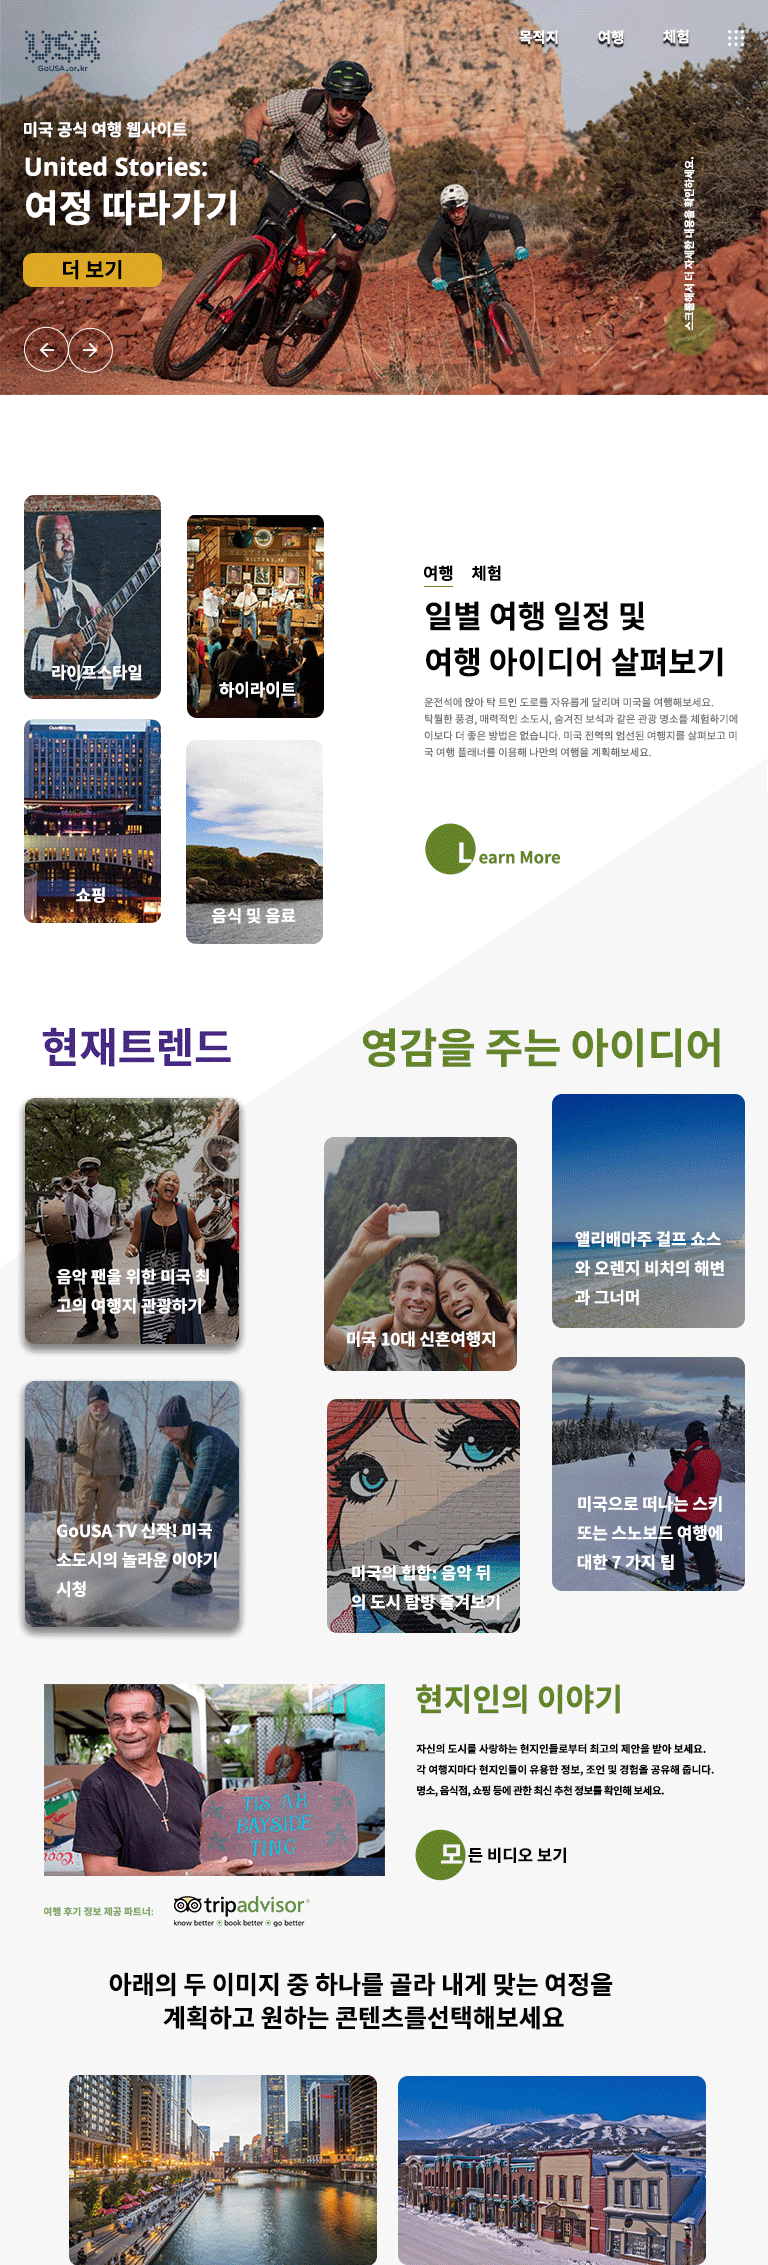 USA
GoUSA.or.kr
목적지
여행
체험
미국 공식 여행 웹사이트
United Stories:
여정 따라가기
더 보기
스크롤해서 더 자세한 내용을 확인하세요.
라이프스타일
하이라이트
쇼핑
음식 및 음료
여행 체험
일별 여행 일정 및
여행 아이디어 살펴보기
운전석에 앉아 탁 트인 도로를 자유롭게 달리며 미국을 여행해보세요.
탁월한 풍경, 매력적인 소도시, 숨겨진 보석과 같은 관광 명소를 체험하기에
이보다 더 좋은 방법은 없습니다. 미국 전역의 엄선된 여행지를 살펴보고 미
국 여행 플래너를 이용해 나만의 여행을 계획해보세요.
Learn More
현재트렌드
음악 팬을 위한 미국 최
고의 여행지 관광하기
GoUSA TV 신작! 미국
소도시의 놀라운 이야기
시청
영감을 주는 아이디어
미국 10대 신혼여행지
앨리배마주 걸프 쇼스
와 오렌지 비치의 해변
과 그너머
미국의 힙합: 음악 뒤
의 도시 탐방 즐겨보기
미국으로 떠나는 스키
또는 스노보드 여행에
대한 7 가지 팁
TIS AH
BAYSIDE
TING
여행 후기 정보 제공 파트너:
tripadvisor®
know better book better go better
현지인의 이야기
자신의 도시를 사랑하는 현지인들로부터 최고의 제안을 받아 보세요.
각 여행지마다 현지인들이 유용한 정보, 조언 및 경험을 공유해 줍니다.
명소, 음식점, 쇼핑 등에 관한 최신 추천 정보를 확인해 보세요.
모든 비디오 보기
아래의 두 이미지 중 하나를 골라 내게 맞는 여정을
계획하고 원하는 콘텐츠를선택해보세요